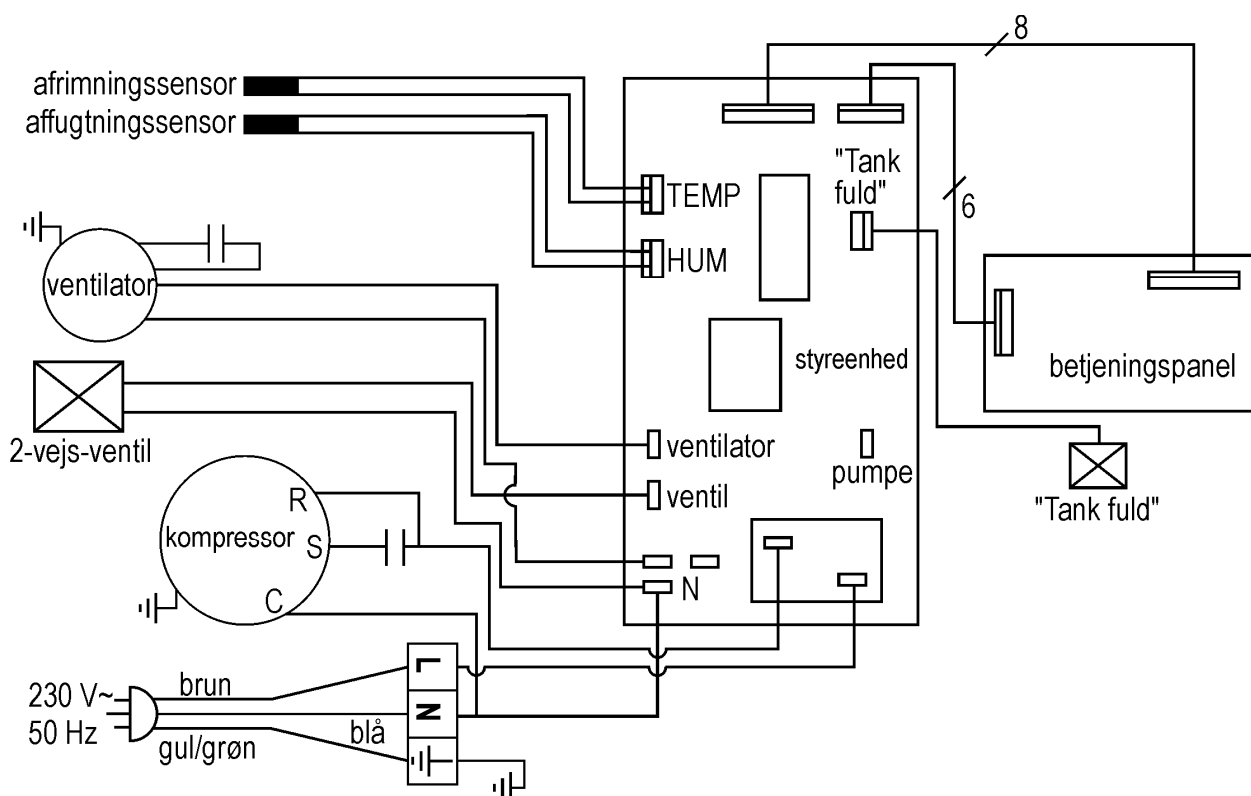 8
afrimningssensor
affugtningssensor
"Tank
fuld"
TEMP
6
HUM
ventilator
styreenhed
betjeningspanel
2-vejs-ventil
ventilator
pumpe
ventil
"Tank fuld"
R
kompressor
S
C
N
L
brun
230 V~
N
50 Hz
blå
gul/grøn